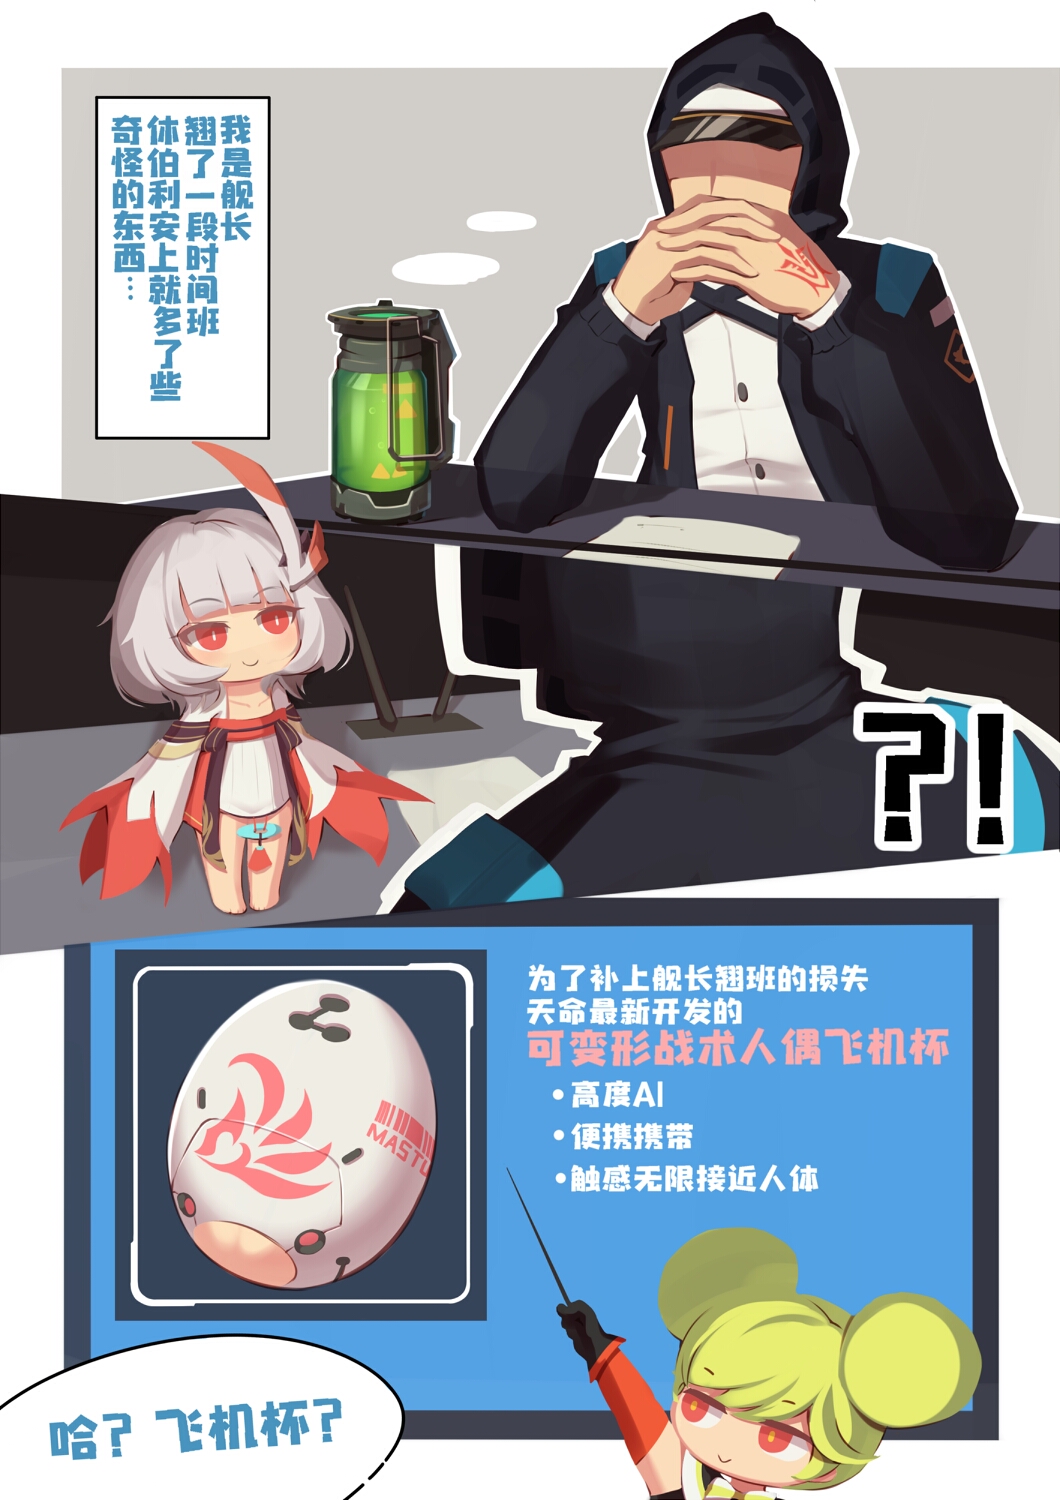 我是舰长
翘了一段时间班
休伯利安上就多了些
奇怪的东西…
?!
为了补上舰长翘班的损失
天命最新开发的
可变形战术人偶飞机杯
•高度AI
•便携携带
•触感无限接近人体
哈?飞机杯?